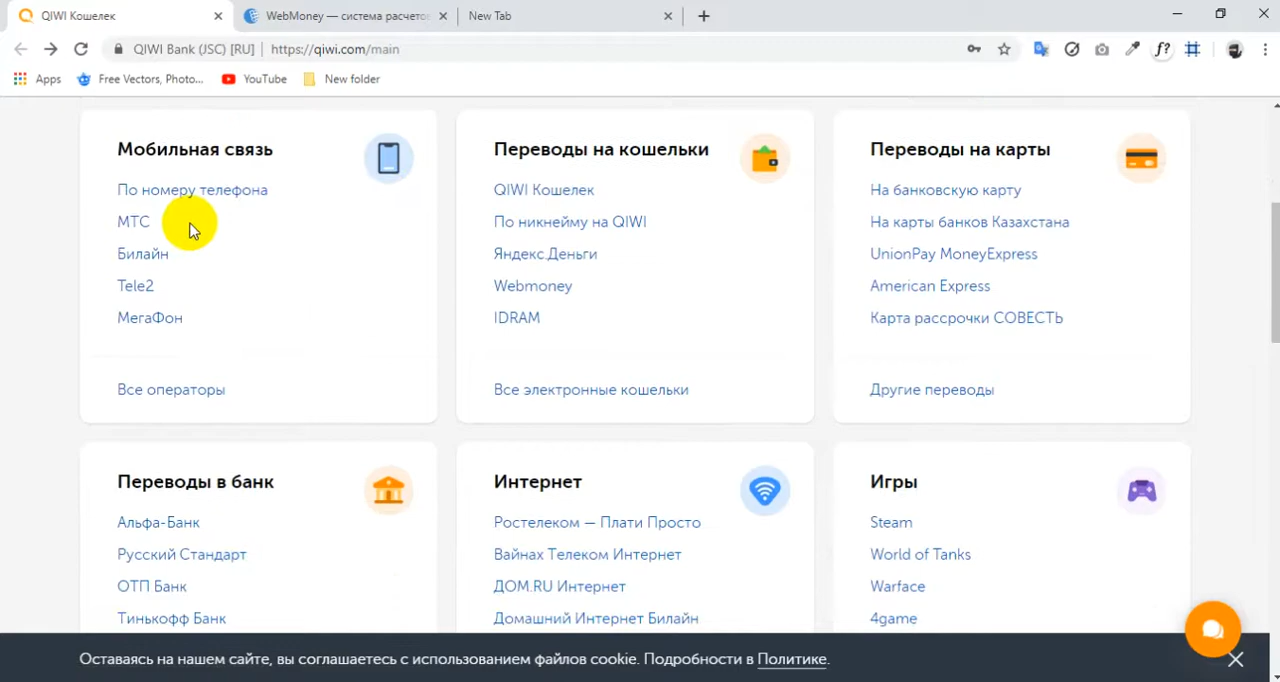 QIWI Кошелек
WebMoney — система расчетов
New Tab
QIWI Bank (JSC) [RU] https://qiwi.com/main
Apps Free Vectors, Photo... YouTube New folder
Мобильная связь
По номеру телефона
МТС
Билайн
Tele2
МегаФон
Все операторы
Переводы на кошельки
QIWI Кошелек
По никнейму на QIWI
Яндекс.Деньги
Webmoney
IDRAM
Все электронные кошельки
Переводы на карты
На банковскую карту
На карты банков Казахстана
UnionPay MoneyExpress
American Express
Карта рассрочки СОВЕСТЬ
Другие переводы
Переводы в банк
Альфа-Банк
Русский Стандарт
ОТП Банк
Тинькофф Банк
Интернет
Ростелеком — Плати Просто
Вайнах Телеком Интернет
ДОМ.RU Интернет
Домашний Интернет Билайн
Игры
Steam
World of Tanks
Warface
4game
Оставаясь на нашем сайте, вы соглашаетесь с использованием файлов cookie. Подробности в Политике.